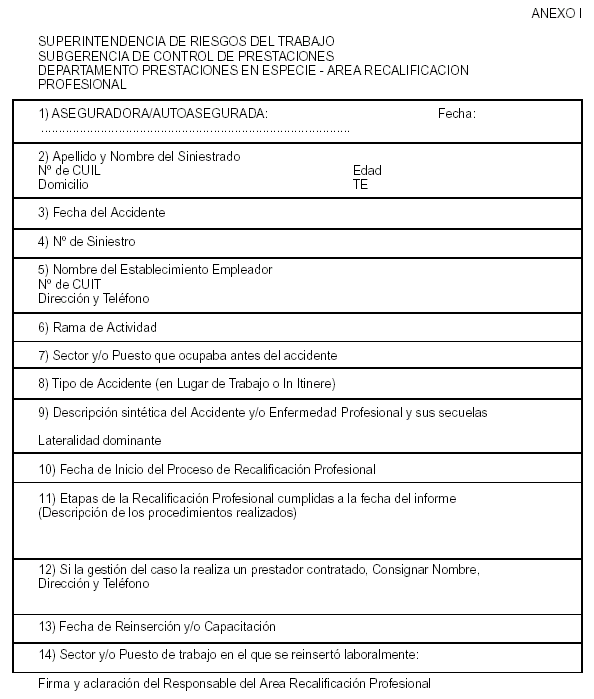 ANEXO I
SUPERINTENDENCIA DE RIESGOS DEL TRABAJO
SUBGERENCIA DE CONTROL DE PRESTACIONES
DEPARTAMENTO PRESTACIONES EN ESPECIE - AREA RECALIFICACION
PROFESIONAL
1) ASEGURADORA/AUTOASEGURADA: Fecha:
........................................................................................
2) Apellido y Nombre del Siniestrado
Nº de CUIL Edad
Domicilio TE
3) Fecha del Accidente
4) Nº de Siniestro
5) Nombre del Establecimiento Empleador
Nº de CUIT
Dirección y Teléfono
6) Rama de Actividad
7) Sector y/o Puesto que ocupaba antes del accidente
8) Tipo de Accidente (en Lugar de Trabajo o In Itinere)
9) Descripción sintética del Accidente y/o Enfermedad Profesional y sus secuelas
Lateralidad dominante
10) Fecha de Inicio del Proceso de Recalificación Profesional
11) Etapas de la Recalificación Profesional cumplidas a la fecha del informe
(Descripción de los procedimientos realizados)
12) Si la gestión del caso la realiza un prestador contratado, Consignar Nombre,
Dirección y Teléfono
13) Fecha de Reinserción y/o Capacitación
14) Sector y/o Puesto de trabajo en el que se reinsertó laboralmente:
Firma y aclaración del Responsable del Area Recalificación Profesional